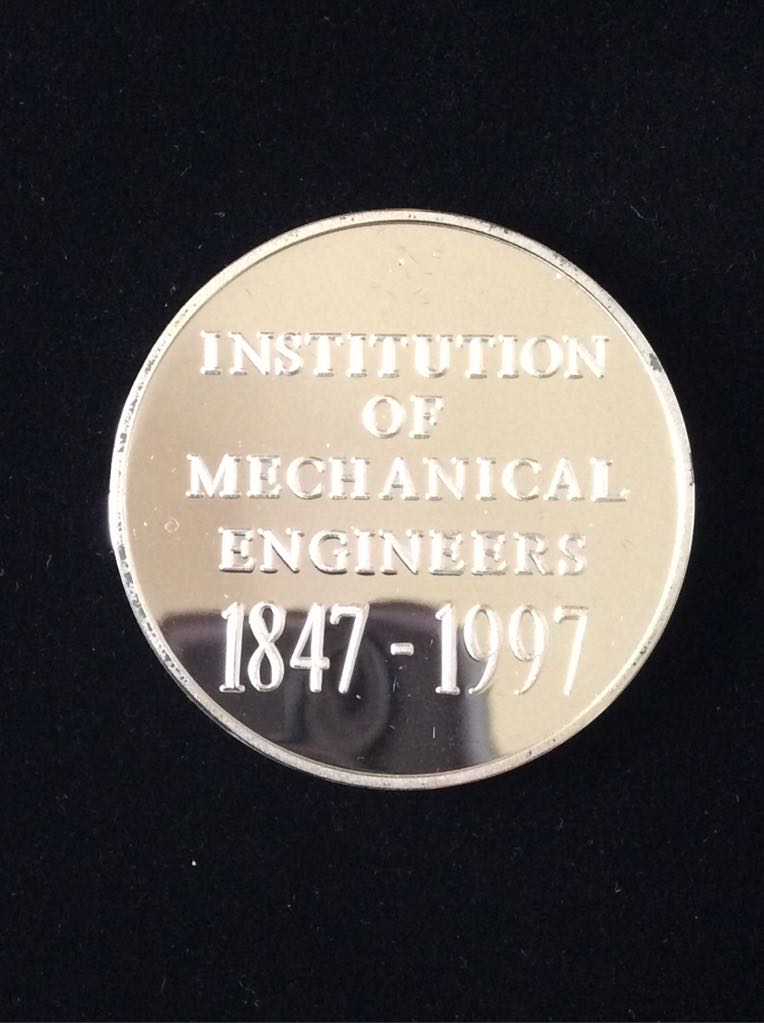 INSTITUTION
OF
MECHANICAL
ENGINEERS
1847-1997